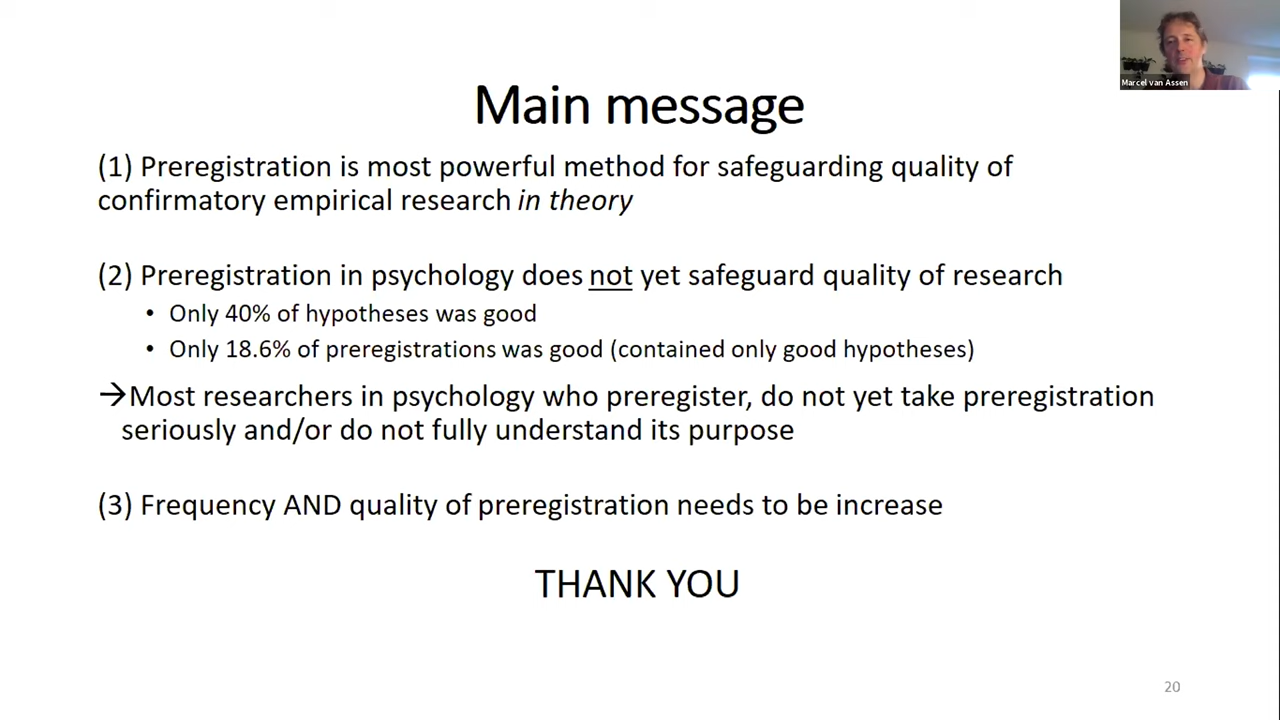 Marcel van Assen
Main message
(1) Preregistration is most powerful method for safeguarding quality of
confirmatory empirical research in theory
(2) Preregistration in psychology does not yet safeguard quality of research
• Only 40% of hypotheses was good
• Only 18.6% of preregistrations was good (contained only good hypotheses)
→Most researchers in psychology who preregister, do not yet take preregistration
seriously and/or do not fully understand its purpose
(3) Frequency AND quality of preregistration needs to be increase
THANK YOU
20